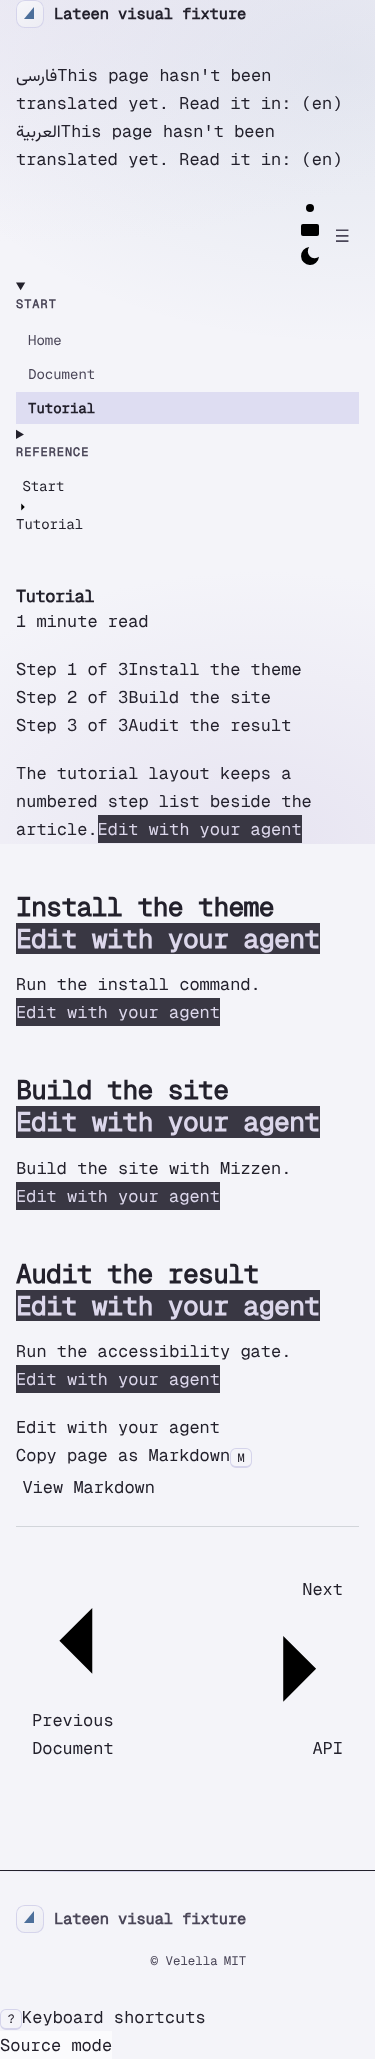 Lateen visual fixture
فارسیThis page hasn't been
translated yet. Read it in: (en)
العربيةThis page hasn't been
translated yet. Read it in: (en)
START
Home
Document
Tutorial
REFERENCE
Start
Tutorial
Tutorial
1 minute read
Step 1 of 3Install the theme
Step 2 of 3Build the site
Step 3 of 3Audit the result
The tutorial layout keeps a
numbered step list beside the
article.Edit with your agent
Install the theme
Edit with your agent
Run the install command.
Edit with your agent
Build the site
Edit with your agent
Build the site with Mizzen.
Edit with your agent
Audit the result
Edit with your agent
Run the accessibility gate.
Edit with your agent
Edit with your agent
Copy page as Markdown M
View Markdown
Next
Previous
Document
API
Lateen visual fixture
© Velella MIT
? Keyboard shortcuts
Source mode